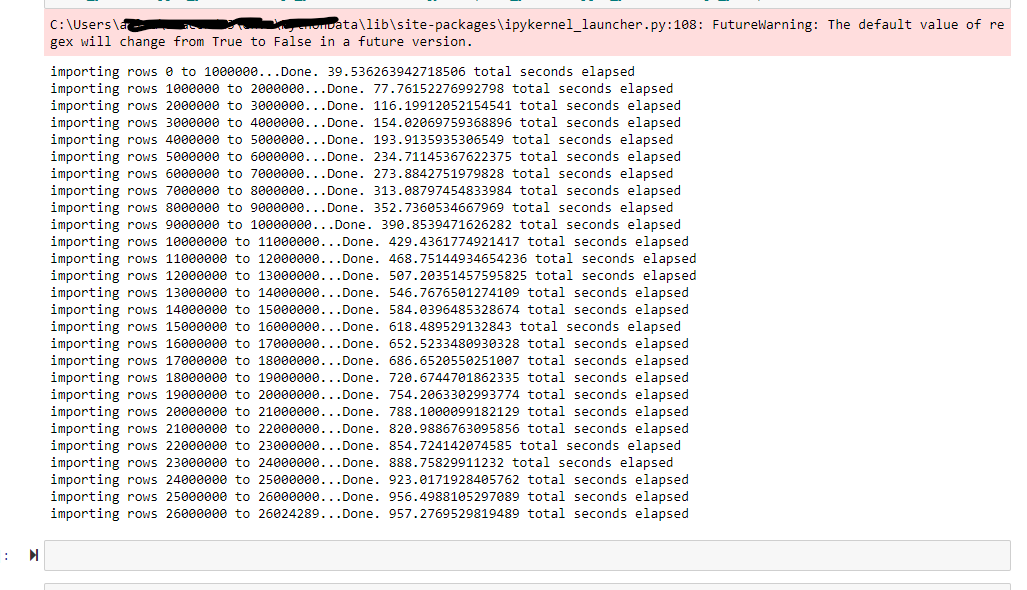 C:\Users\a \lib\site-packages\ipykernel_launcher.py:108: FutureWarning: The default value of re
gex will change from True to False in a future version.
importing rows 0 to 1000000...Done. 39.536263942718506 total seconds elapsed
importing rows 1000000 to 2000000...Done. 77.76152276992798 total seconds elapsed
importing rows 2000000 to 3000000...Done. 116.19912052154541 total seconds elapsed
importing rows 3000000 to 4000000...Done. 154.02069759368896 total seconds elapsed
importing rows 4000000 to 5000000...Done. 193.9135935306549 total seconds elapsed
importing rows 5000000 to 6000000...Done. 234.71145367622375 total seconds elapsed
importing rows 6000000 to 7000000...Done. 273.8842751979828 total seconds elapsed
importing rows 7000000 to 8000000...Done. 313.08797454833984 total seconds elapsed
importing rows 8000000 to 9000000...Done. 352.7360534667969 total seconds elapsed
importing rows 9000000 to 10000000...Done. 390.8539471626282 total seconds elapsed
importing rows 10000000 to 11000000...Done. 429.4361774921417 total seconds elapsed
importing rows 11000000 to 12000000...Done. 468.75144934654236 total seconds elapsed
importing rows 12000000 to 13000000...Done. 507.20351457595825 total seconds elapsed
importing rows 13000000 to 14000000...Done. 546.7676501274109 total seconds elapsed
importing rows 14000000 to 15000000...Done. 584.0396485328674 total seconds elapsed
importing rows 15000000 to 16000000...Done. 618.489529132843 total seconds elapsed
importing rows 16000000 to 17000000...Done. 652.5233480930328 total seconds elapsed
importing rows 17000000 to 18000000...Done. 686.6520550251007 total seconds elapsed
importing rows 18000000 to 19000000...Done. 720.6744701862335 total seconds elapsed
importing rows 19000000 to 20000000...Done. 754.2063302993774 total seconds elapsed
importing rows 20000000 to 21000000...Done. 788.1000099182129 total seconds elapsed
importing rows 21000000 to 22000000...Done. 820.9886763095856 total seconds elapsed
importing rows 22000000 to 23000000...Done. 854.724142074585 total seconds elapsed
importing rows 23000000 to 24000000...Done. 888.75829911232 total seconds elapsed
importing rows 24000000 to 25000000...Done. 923.0171928405762 total seconds elapsed
importing rows 25000000 to 26000000...Done. 956.4988105297089 total seconds elapsed
importing rows 26000000 to 26024289...Done. 957.2769529819489 total seconds elapsed
: